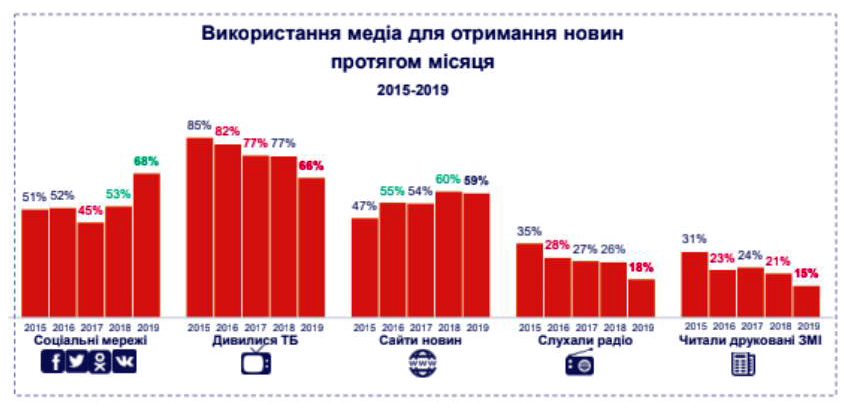 Використання медіа для отримання новин
протягом місяця
2015-2019
51% 52% 45% 53% 68%
2015 2016 2017 2018 2019
Соціальні мережі
85% 82% 77% 77% 66%
2015 2016 2017 2018 2019
Дивилися ТБ
47% 55% 54% 60% 59%
2015 2016 2017 2018 2019
Сайти новин
www
35% 28% 27% 26% 18%
2015 2016 2017 2018 2019
Слухали радіо
31% 23% 24% 21% 15%
2015 2016 2017 2018 2019
Читали друковані ЗМІ